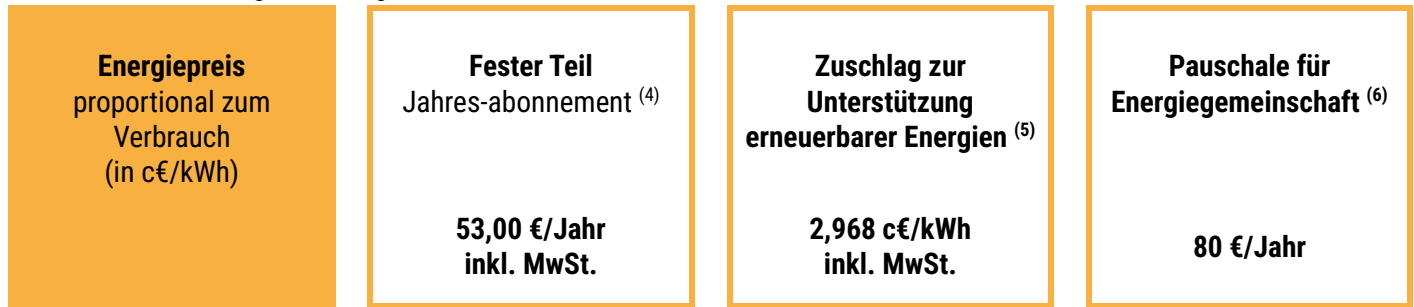 Energiepreis
proportional zum
Verbrauch
(in c€/kWh)
Fester Teil
Jahres-abonnement (4)
53,00 €/Jahr
inkl. MwSt.
Zuschlag zur
Unterstützung
erneuerbarer Energien (5)
2,968 c€/kWh
inkl. MwSt.
Pauschale für
Energiegemeinschaft (6)
80 €/Jahr